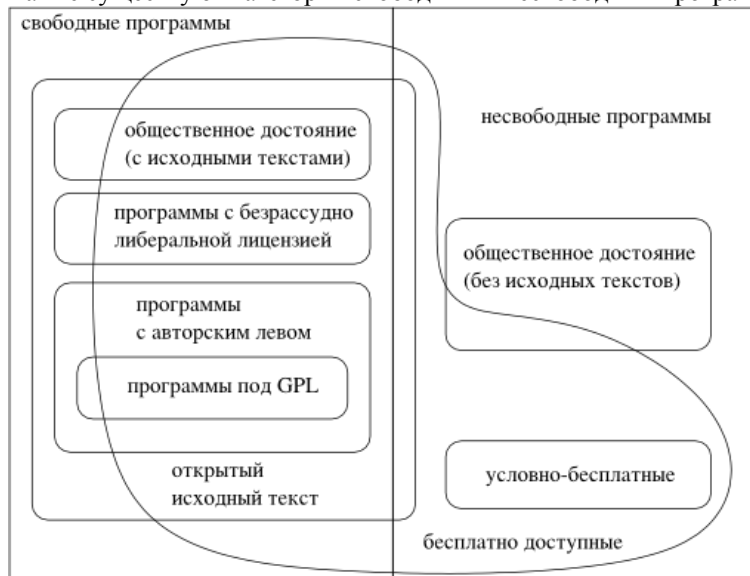 свободные программы
общественное достояние
(с исходными текстами)
программы с безрассудно
либеральной лицензией
программы
с авторским левом
программы под GPL
открытый
исходный текст
несвободные программы
общественное достояние
(без исходных текстов)
условно-бесплатные
бесплатно доступные